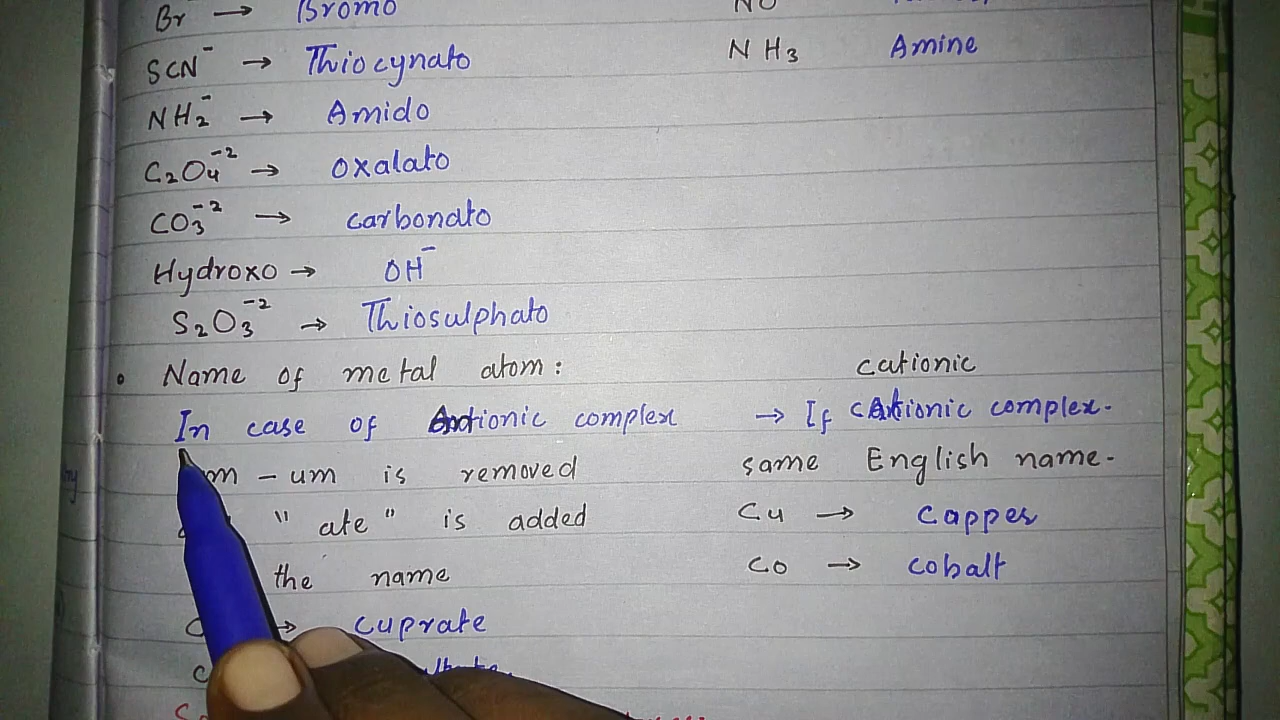 Br⁻ → Bromo
NO
SCN⁻ → Thiocynato
NH3 Amine
NH2⁻ → Amido
C2O4⁻² → oxalato
CO3⁻² → carbonato
Hydroxo → OH⁻
S2O3⁻² → Thiosulphato
• Name of metal atom:
cationic
In case of Anionic complex
→ If cationic complex.
um is removed
same English name.
" ate " is added
Cu → Copper
the name
Co → cobalt
→ cuprate